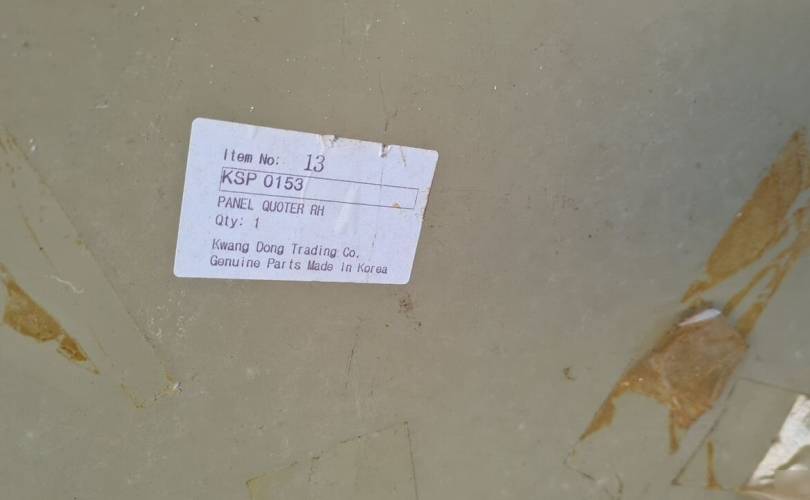 Item No: 13
KSP 0153
PANEL QUOTER RH
Qty: 1
Kwang Dong Trading Co.
Genuine Parts Made in Korea